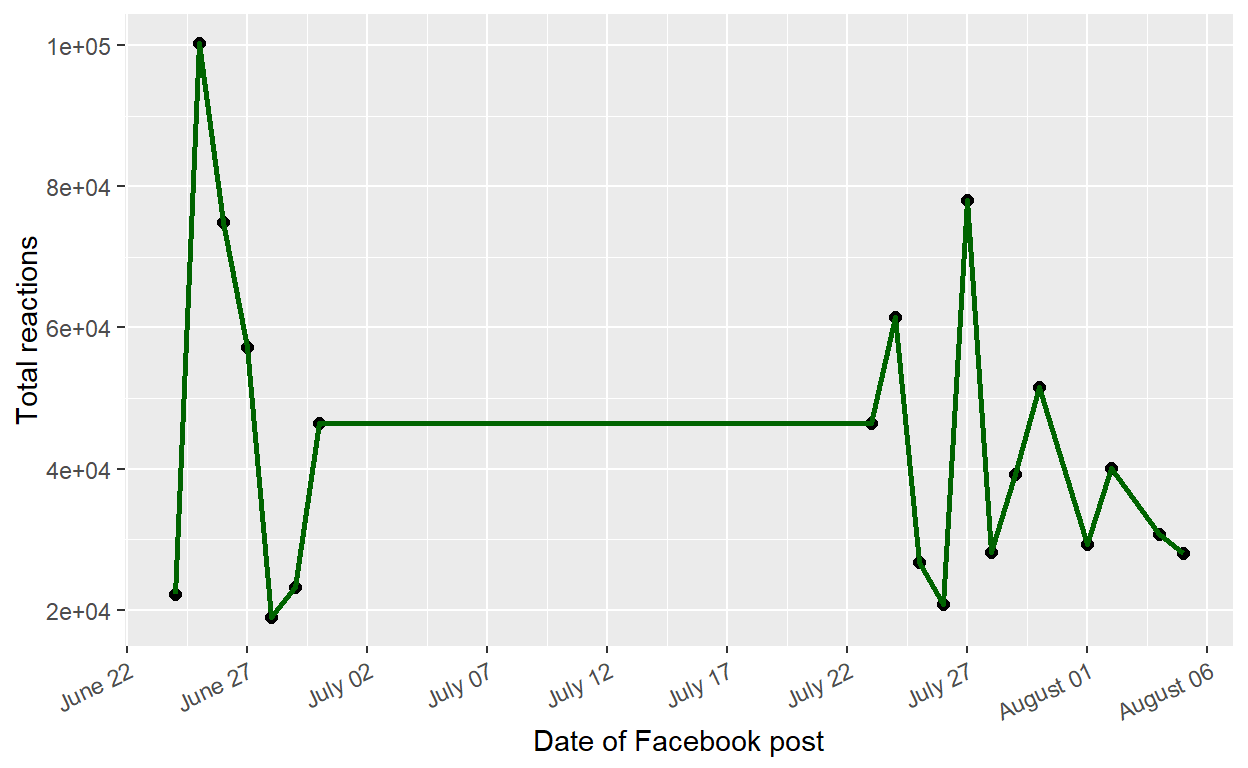 Total reactions
1e+05
8e+04
6e+04
4e+04
2e+04
June 22
June 27
July 02
July 07
July 12
July 17
July 22
July 27
August 01
August 06
Date of Facebook post